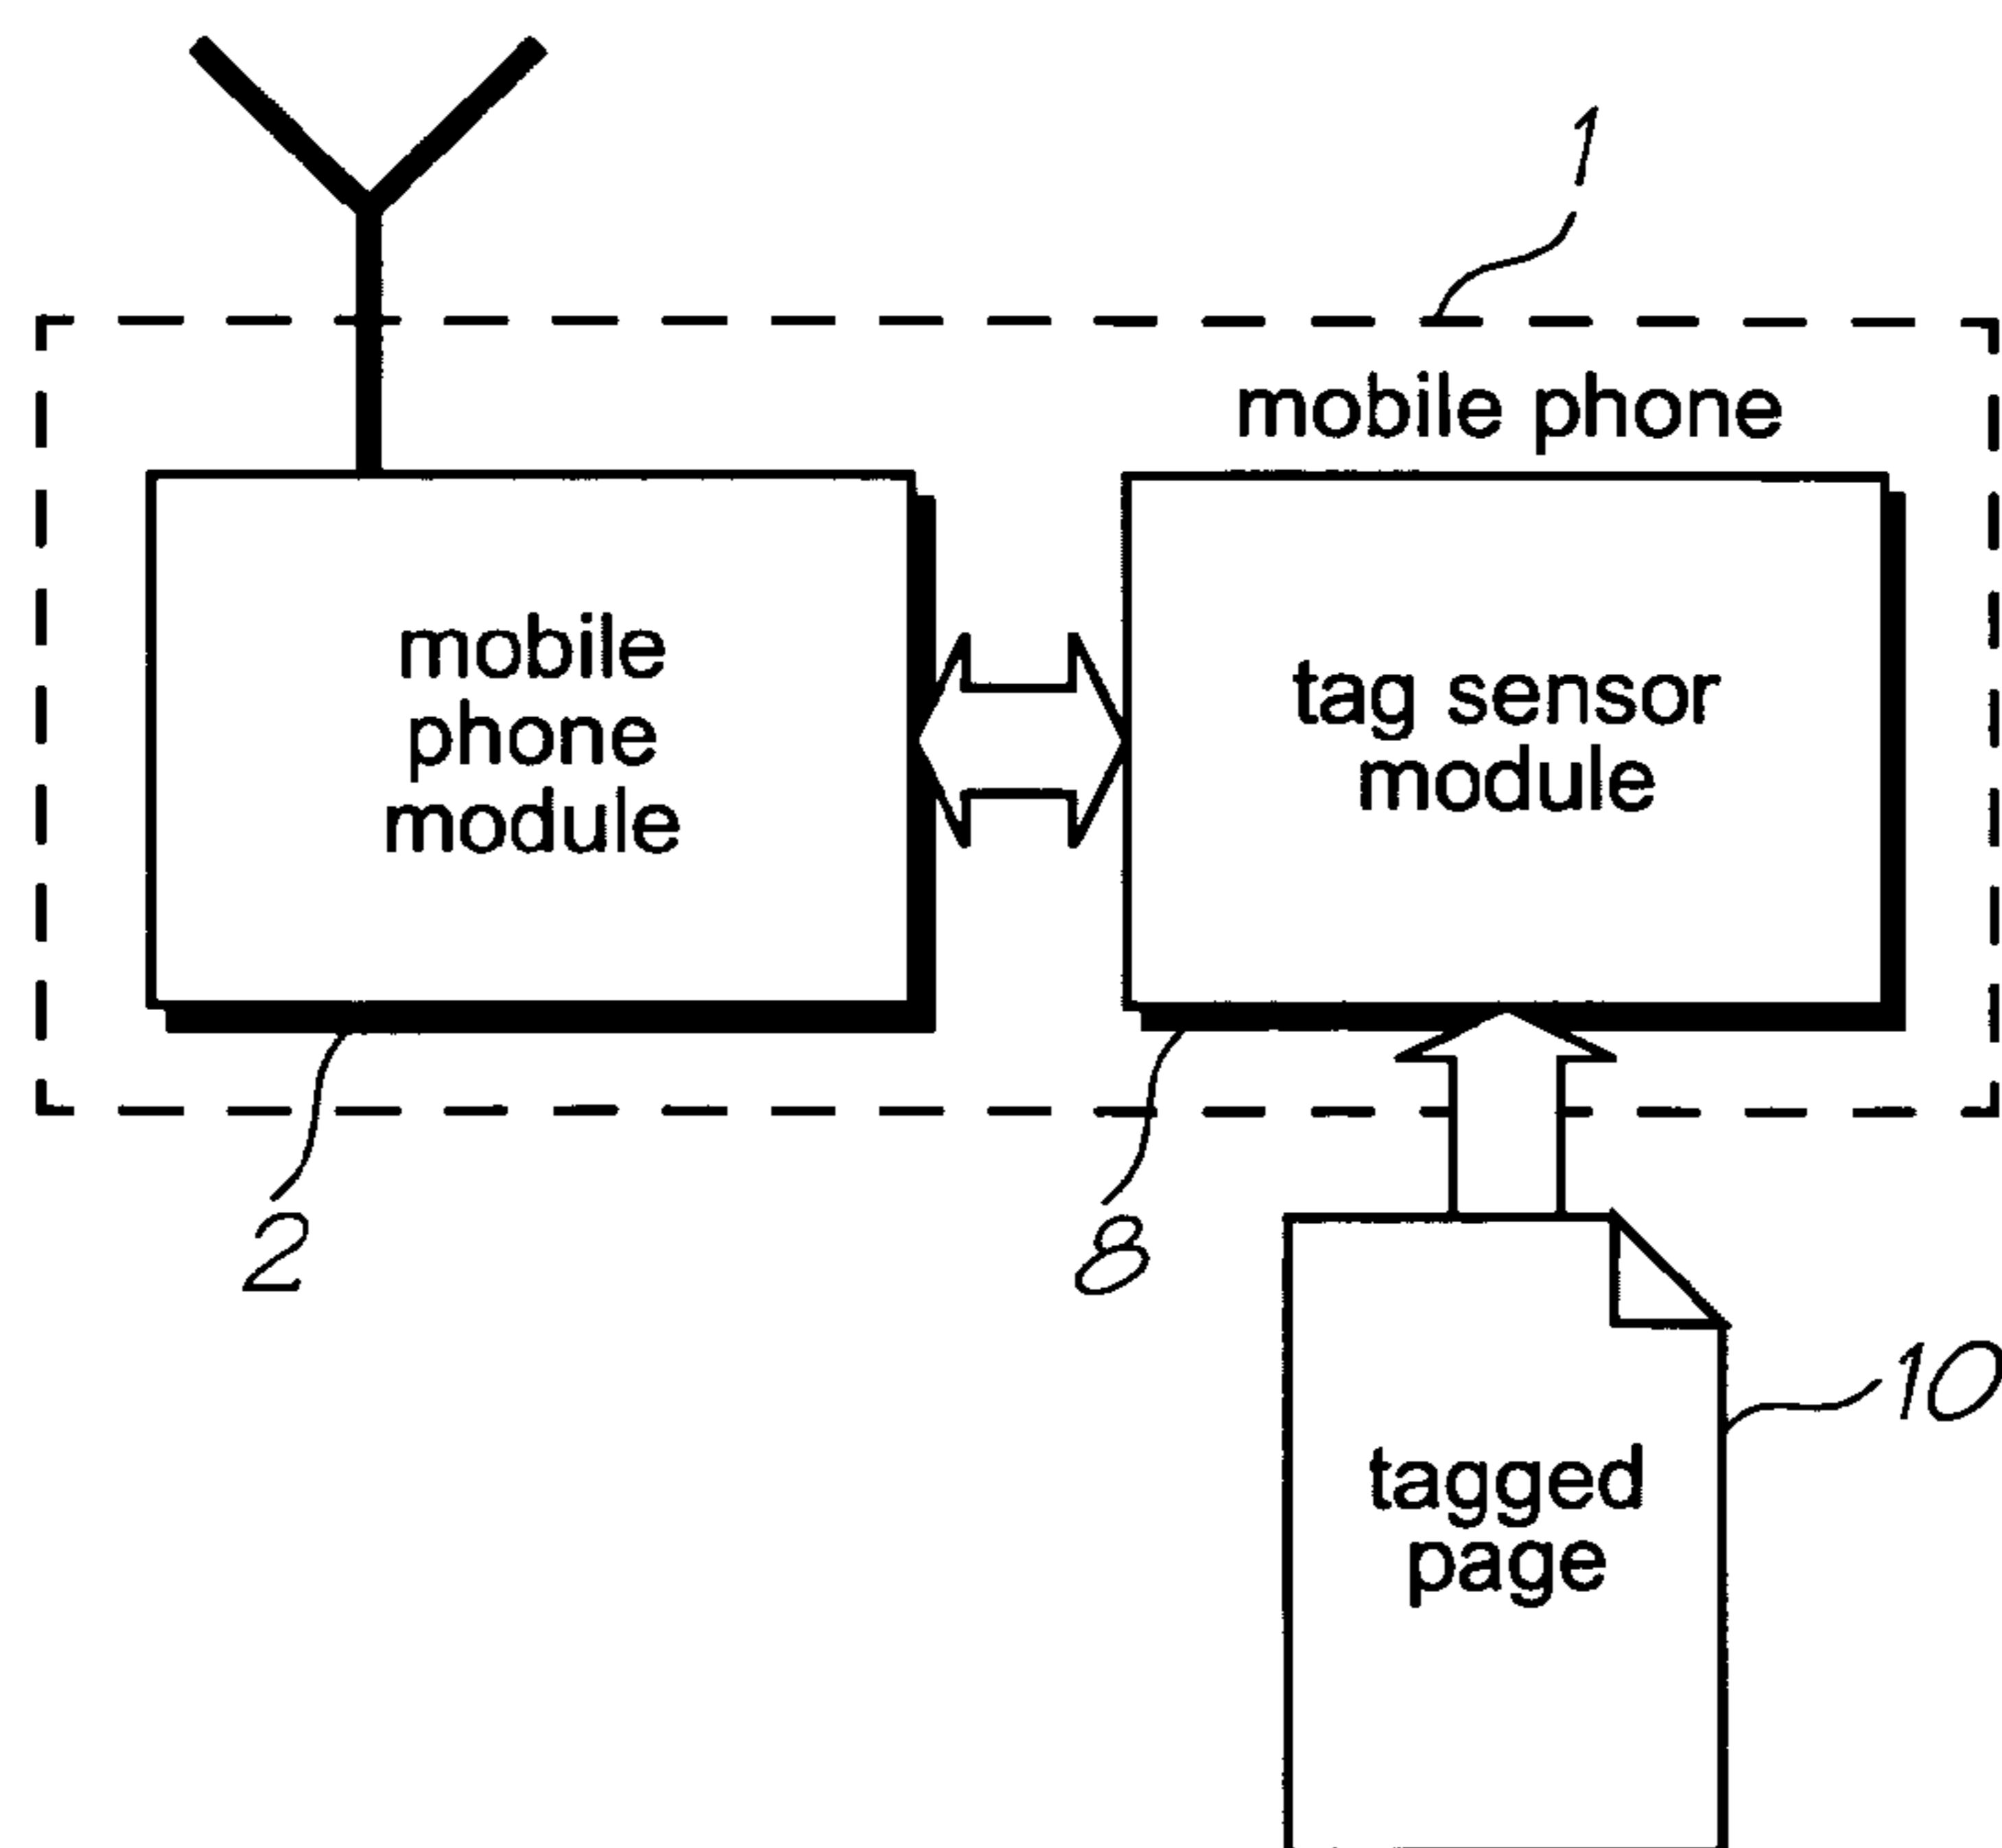 1
mobile phone
mobile
phone
module
tag sensor
module
2
8
10
tagged
page